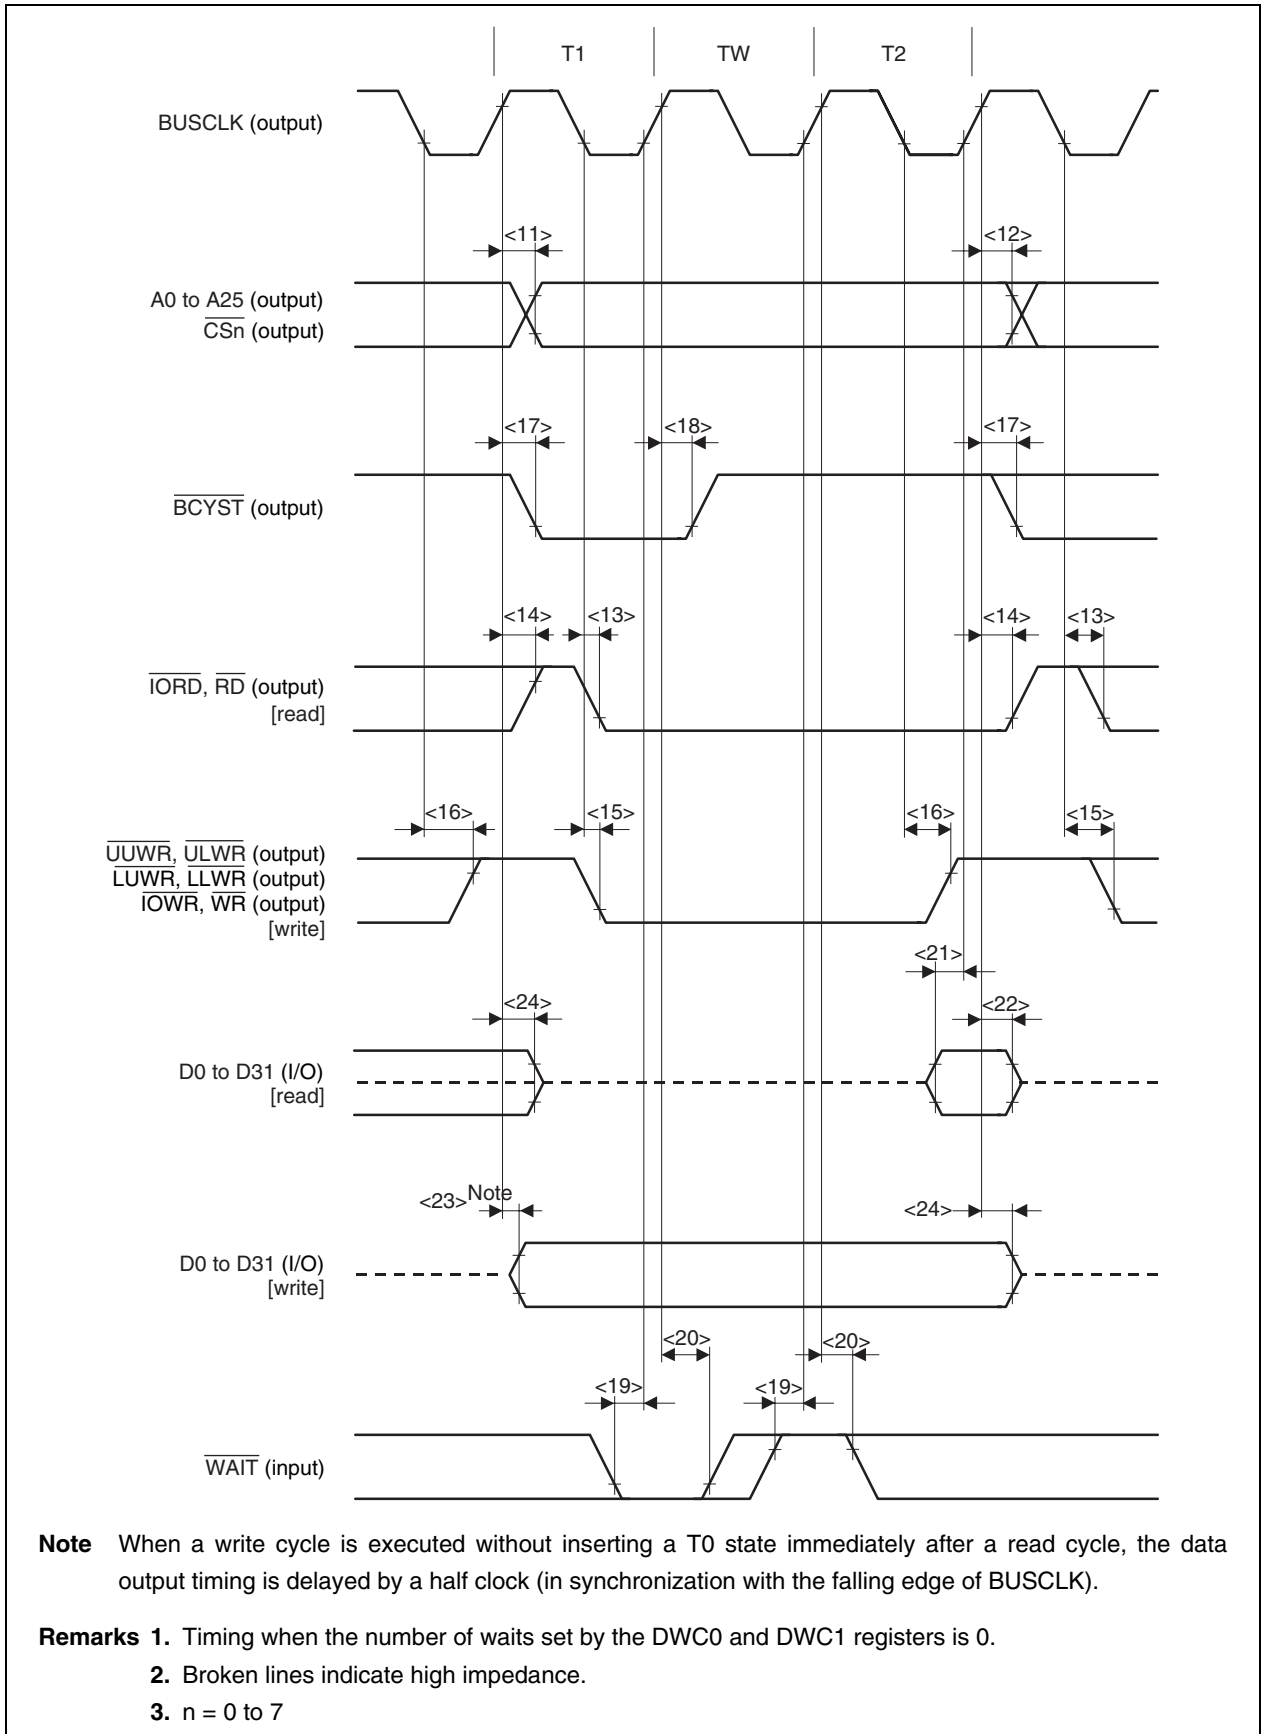 T1 TW T2
BUSCLK (output)
<11> <12>
A0 to A25 (output)
CSn (output)
<17> <18> <17>
BCYST (output)
<14> <13> <14> <13>
IORD, RD (output)
[read]
<16> <15> <16> <15>
UUWR, ULWR (output)
LUWR, LLWR (output)
IOWR, WR (output)
[write]
<21>
<24> <22>
D0 to D31 (I/O)
[read]
<23>Note <24>
D0 to D31 (I/O)
[write]
<20> <20>
<19> <19>
WAIT (input)
Note When a write cycle is executed without inserting a T0 state immediately after a read cycle, the data
output timing is delayed by a half clock (in synchronization with the falling edge of BUSCLK).
Remarks 1. Timing when the number of waits set by the DWC0 and DWC1 registers is 0.
2. Broken lines indicate high impedance.
3. n = 0 to 7